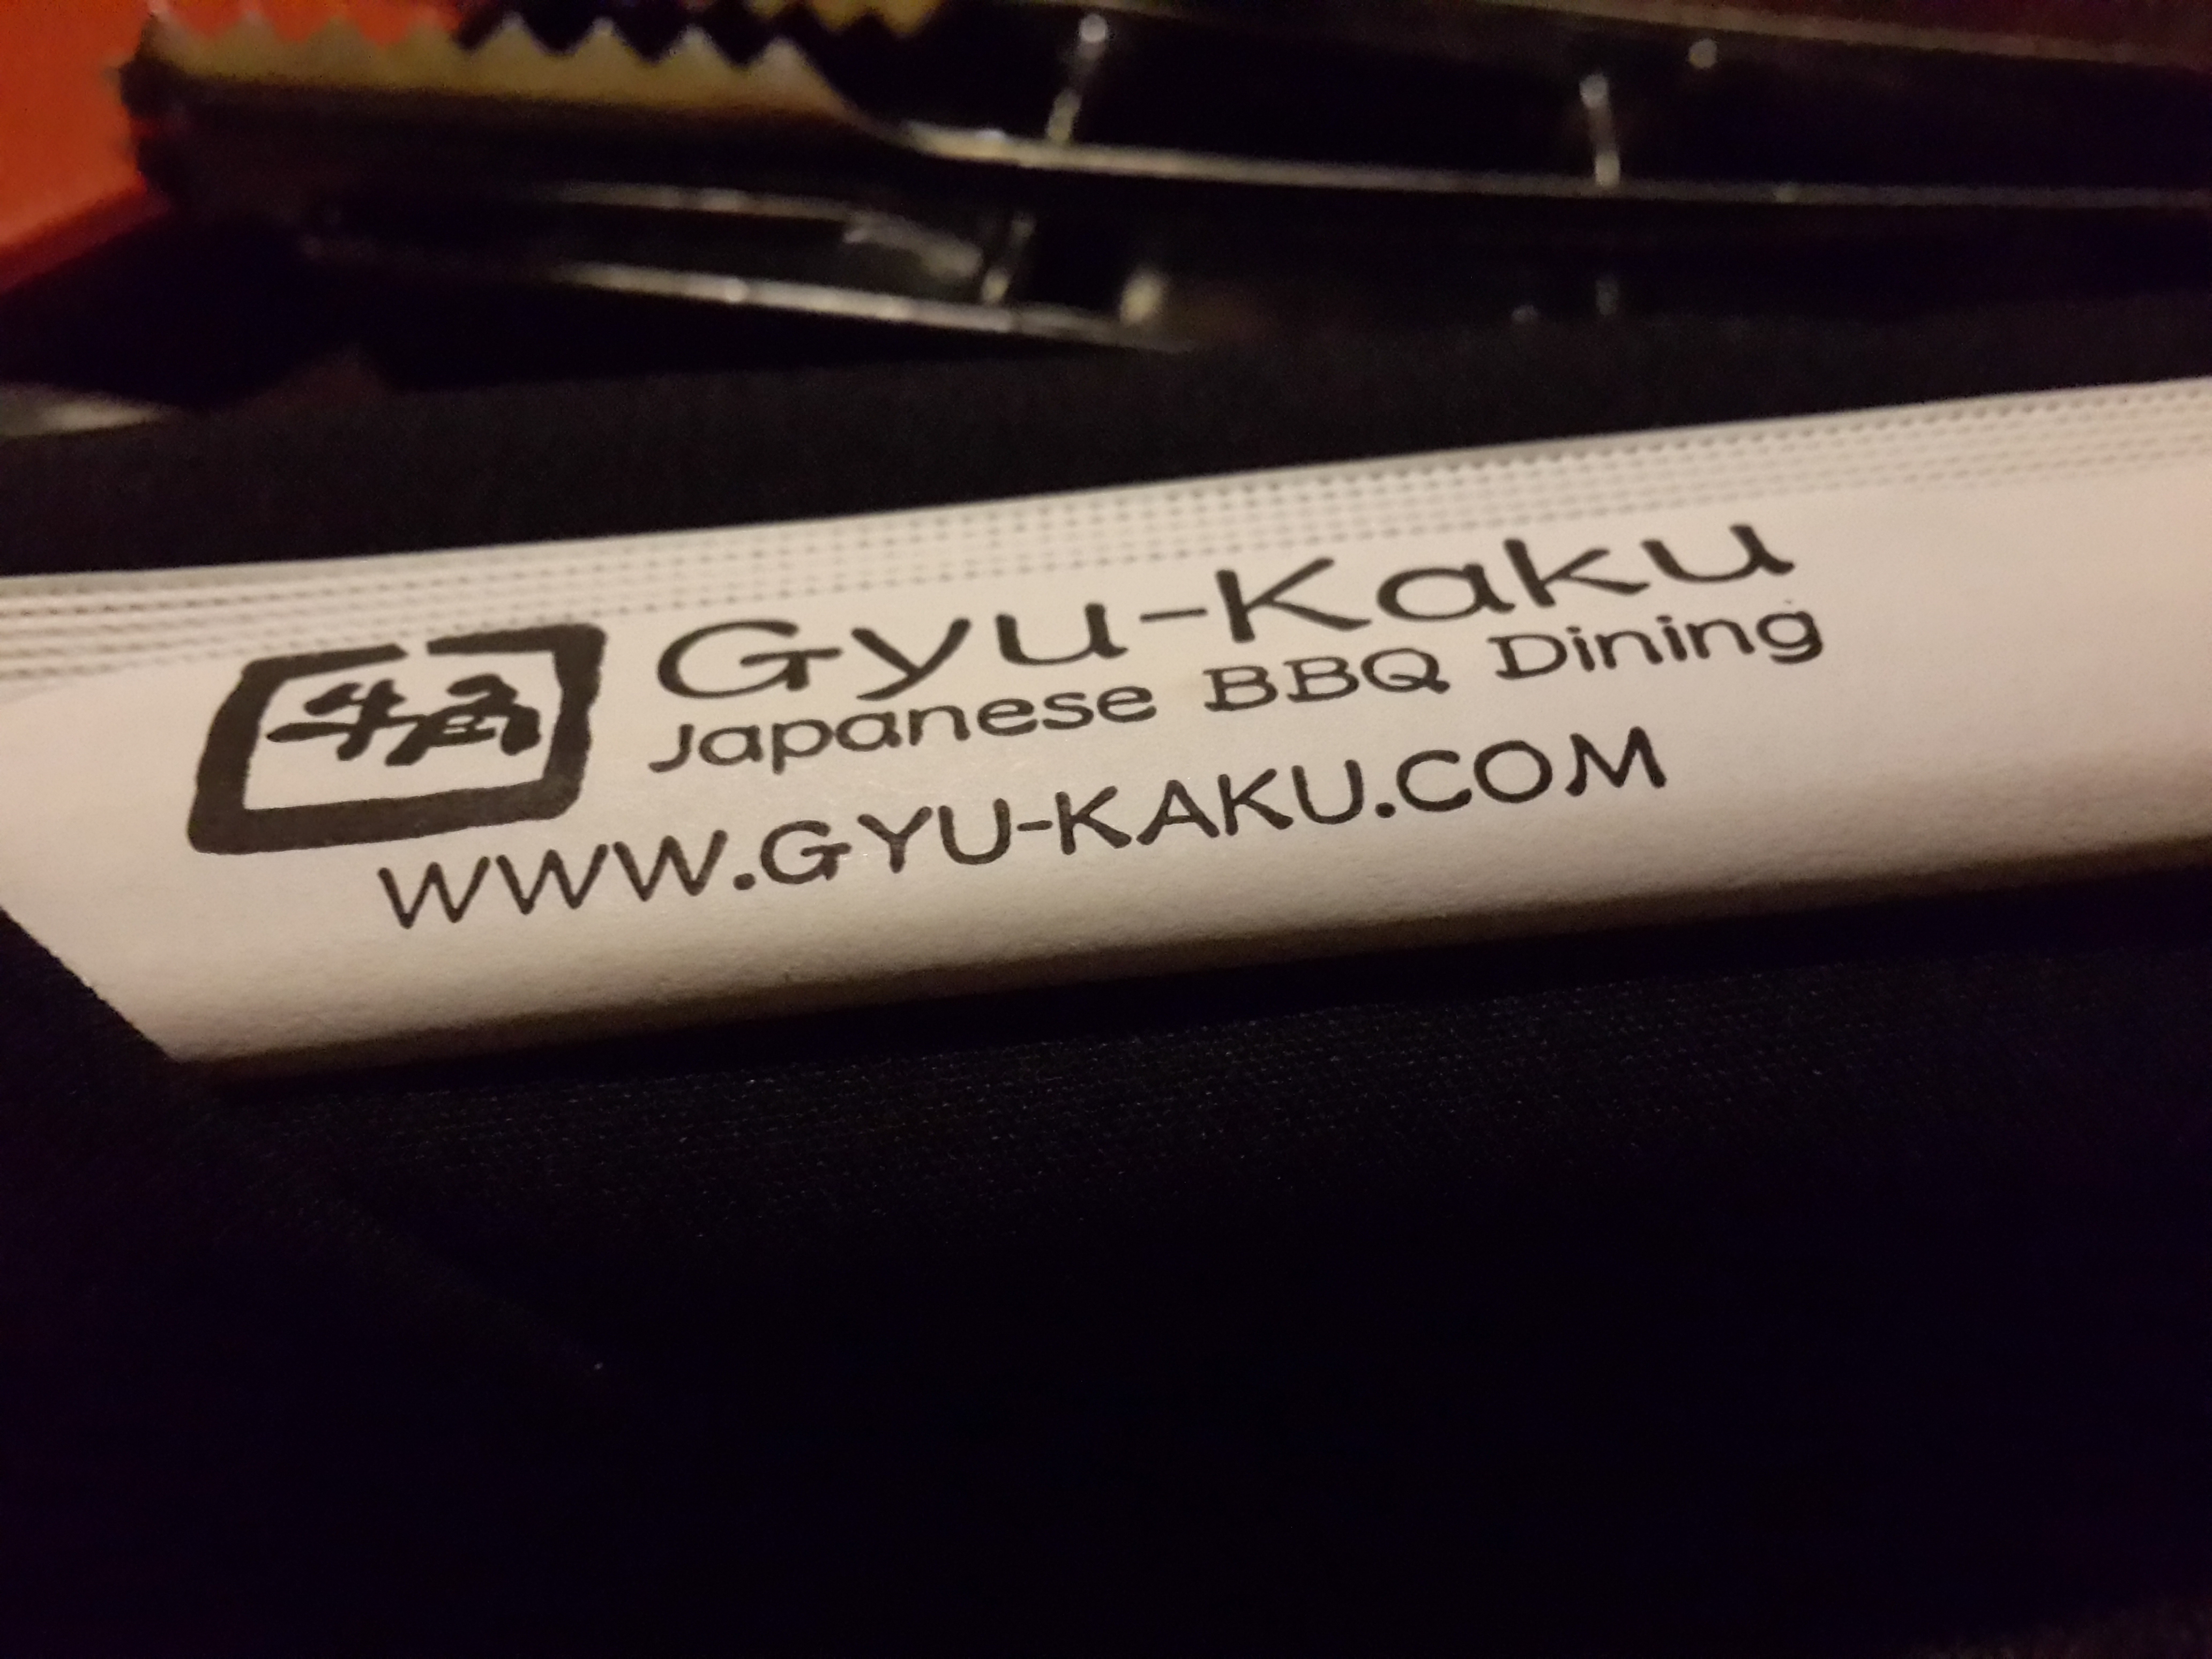 牛角
Gyu-Kaku
Japanese BBQ Dining
WWW.GYU-KAKU.COM